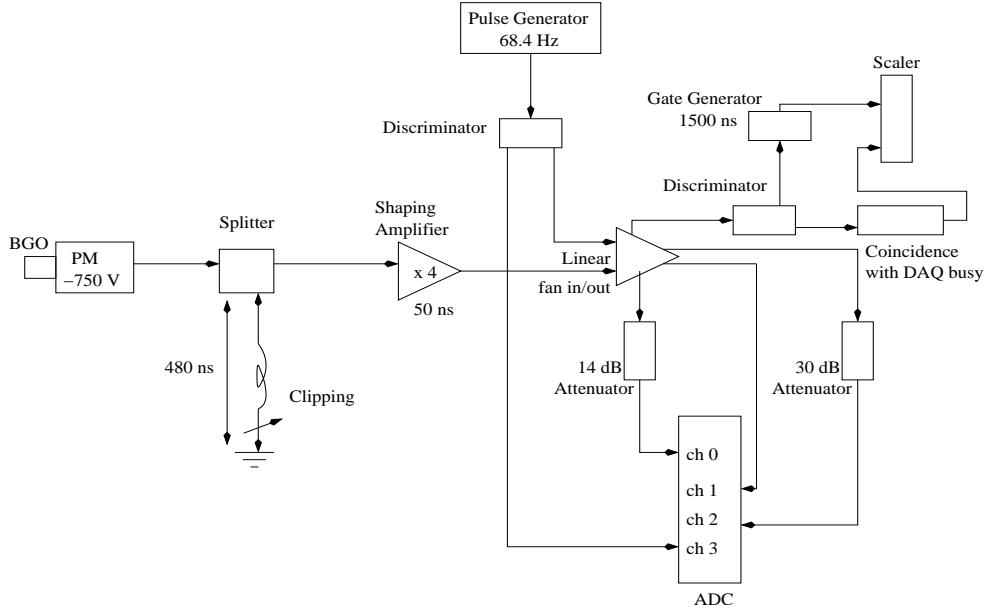 Pulse Generator
68.4 Hz
Scaler
Gate Generator
1500 ns
Discriminator
Discriminator
Shaping
Amplifier
Splitter
BGO
PM
−750 V
x 4
Linear
fan in/out
Coincidence
with DAQ busy
50 ns
480 ns
Clipping
14 dB
Attenuator
30 dB
Attenuator
ch 0
ch 1
ch 2
ch 3
ADC